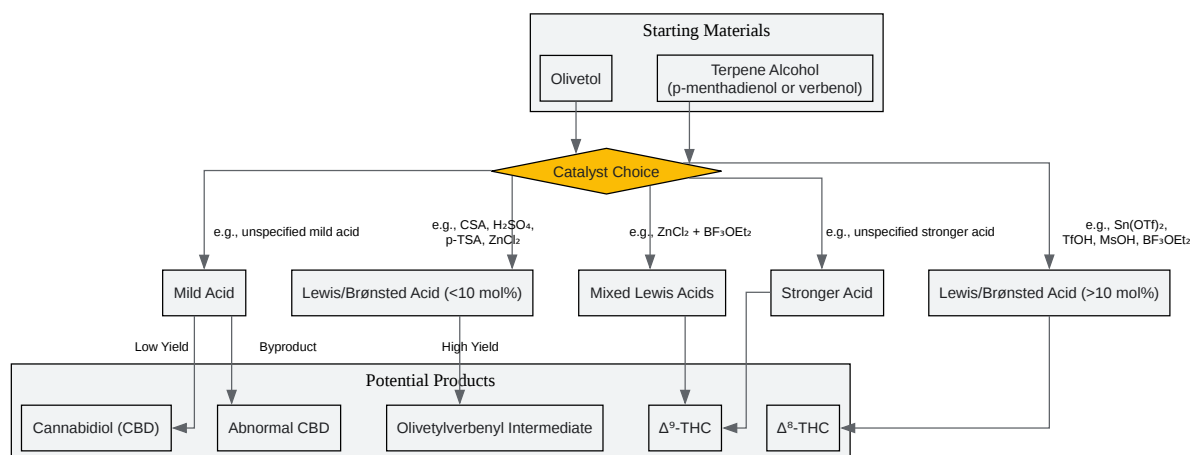 Starting Materials
Olivetol
Terpene Alcohol
(p-menthadienol or verbenol)
Catalyst Choice
e.g., unspecified mild acid
e.g., CSA, H₂SO₄,
p-TSA, ZnCl₂
e.g., ZnCl₂ + BF₃OEt₂
e.g., unspecified stronger acid
e.g., Sn(OTf)₂,
TfOH, MsOH, BF₃OEt₂
Mild Acid
Lewis/Brønsted Acid (<10 mol%)
Mixed Lewis Acids
Stronger Acid
Lewis/Brønsted Acid (>10 mol%)
Low Yield
Byproduct
High Yield
Potential Products
Cannabidiol (CBD)
Abnormal CBD
Olivetylverbenyl Intermediate
Δ⁹-THC
Δ⁸-THC